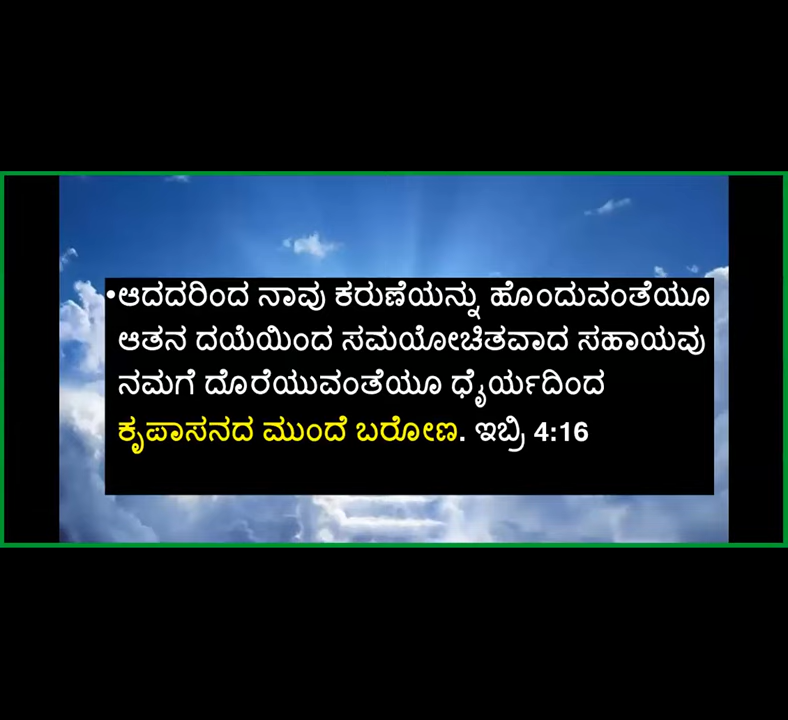 •ಆದದರಿಂದ ನಾವು ಕರುಣೆಯನ್ನು ಹೊಂದುವಂತೆಯೂ
ಆತನ ದಯೆಯಿಂದ ಸಮಯೋಚಿತವಾದ ಸಹಾಯವು
ನಮಗೆ ದೊರೆಯುವಂತೆಯೂ ಧೈರ್ಯದಿಂದ
ಕೃಪಾಸನದ ಮುಂದೆ ಬರೋಣ. ಇಬ್ರಿ 4:16